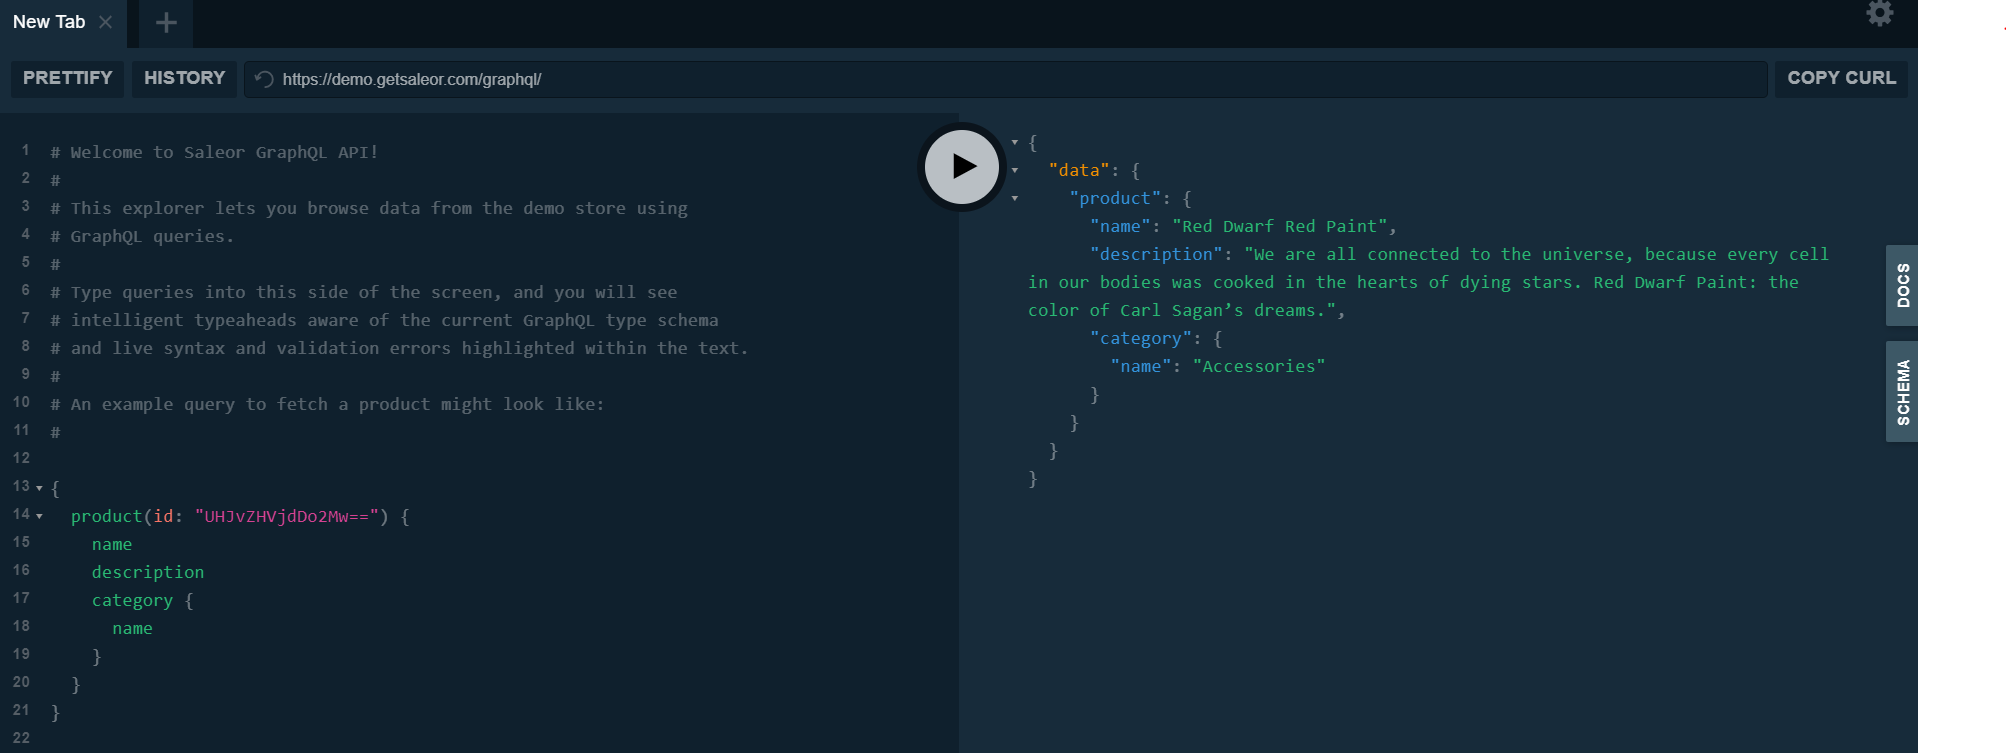 New Tab
PRETTIFY HISTORY https://demo.getsaleor.com/graphql/ COPY CURL
1 # Welcome to Saleor GraphQL API!
2 #
3 # This explorer lets you browse data from the demo store using
4 # GraphQL queries.
5 #
6 # Type queries into this side of the screen, and you will see
7 # intelligent typeaheads aware of the current GraphQL type schema
8 # and live syntax and validation errors highlighted within the text.
9 #
10 # An example query to fetch a product might look like:
11 #
12
13 {
14 product(id: "UHJvZHVjdDo2Mw==") {
15 name
16 description
17 category {
18 name
19 }
20 }
21 }
22
{
"data": {
"product": {
"name": "Red Dwarf Red Paint",
"description": "We are all connected to the universe, because every cell
in our bodies was cooked in the hearts of dying stars. Red Dwarf Paint: the
color of Carl Sagan’s dreams.",
"category": {
"name": "Accessories"
}
}
}
}
DOCS
SCHEMA